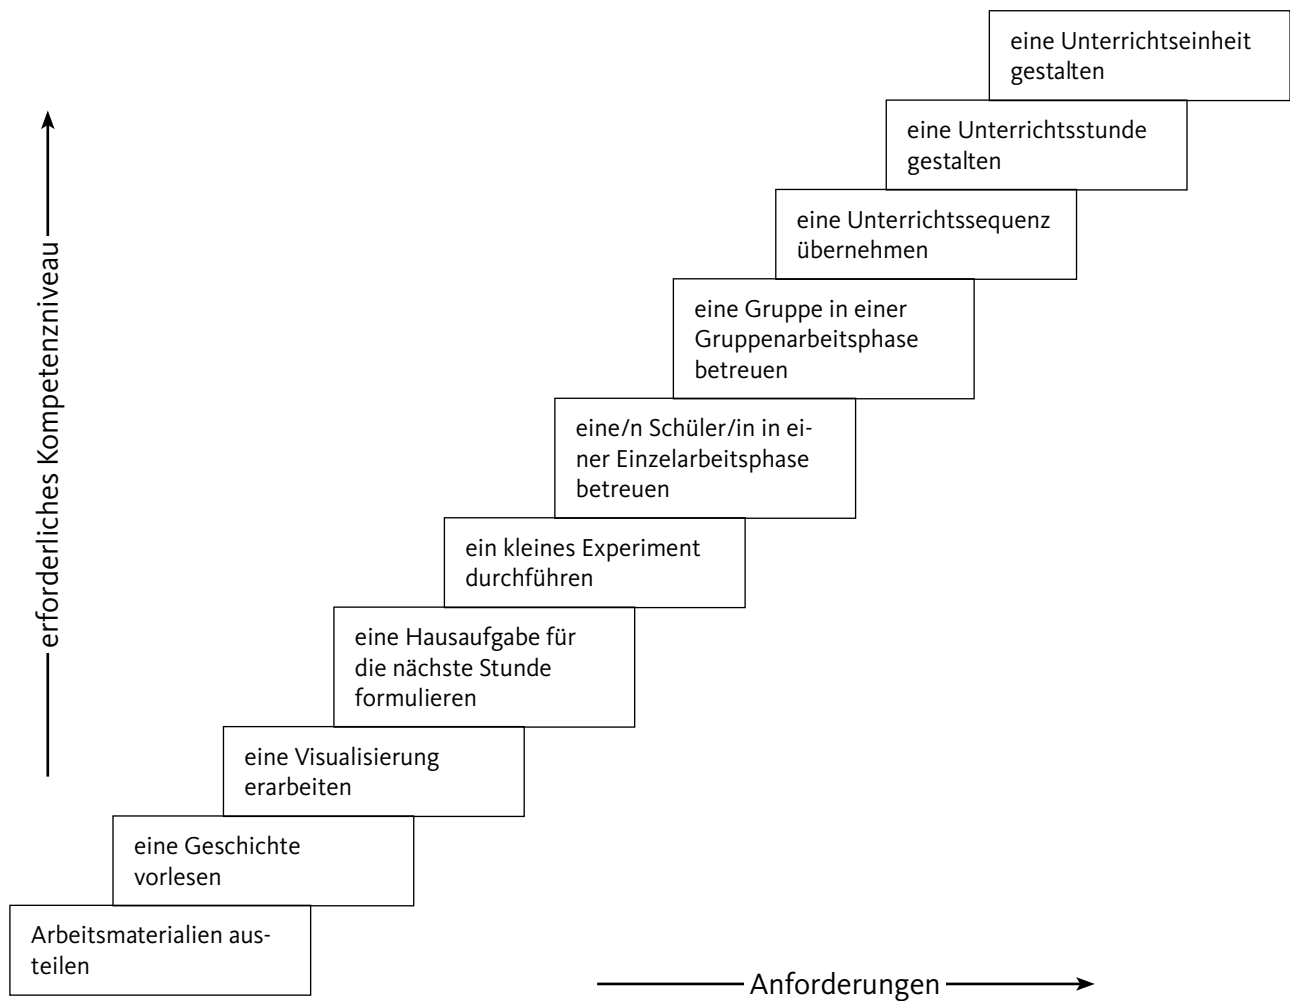 eine Unterrichtseinheit
gestalten
eine Unterrichtsstunde
gestalten
eine Unterrichtssequenz
übernehmen
eine Gruppe in einer
Gruppenarbeitsphase
betreuen
eine/n Schüler/in in ei-
ner Einzelarbeitsphase
betreuen
ein kleines Experiment
durchführen
eine Hausaufgabe für
die nächste Stunde
formulieren
eine Visualisierung
erarbeiten
eine Geschichte
vorlesen
Arbeitsmaterialien aus-
teilen
erforderliches Kompetenzniveau
Anforderungen